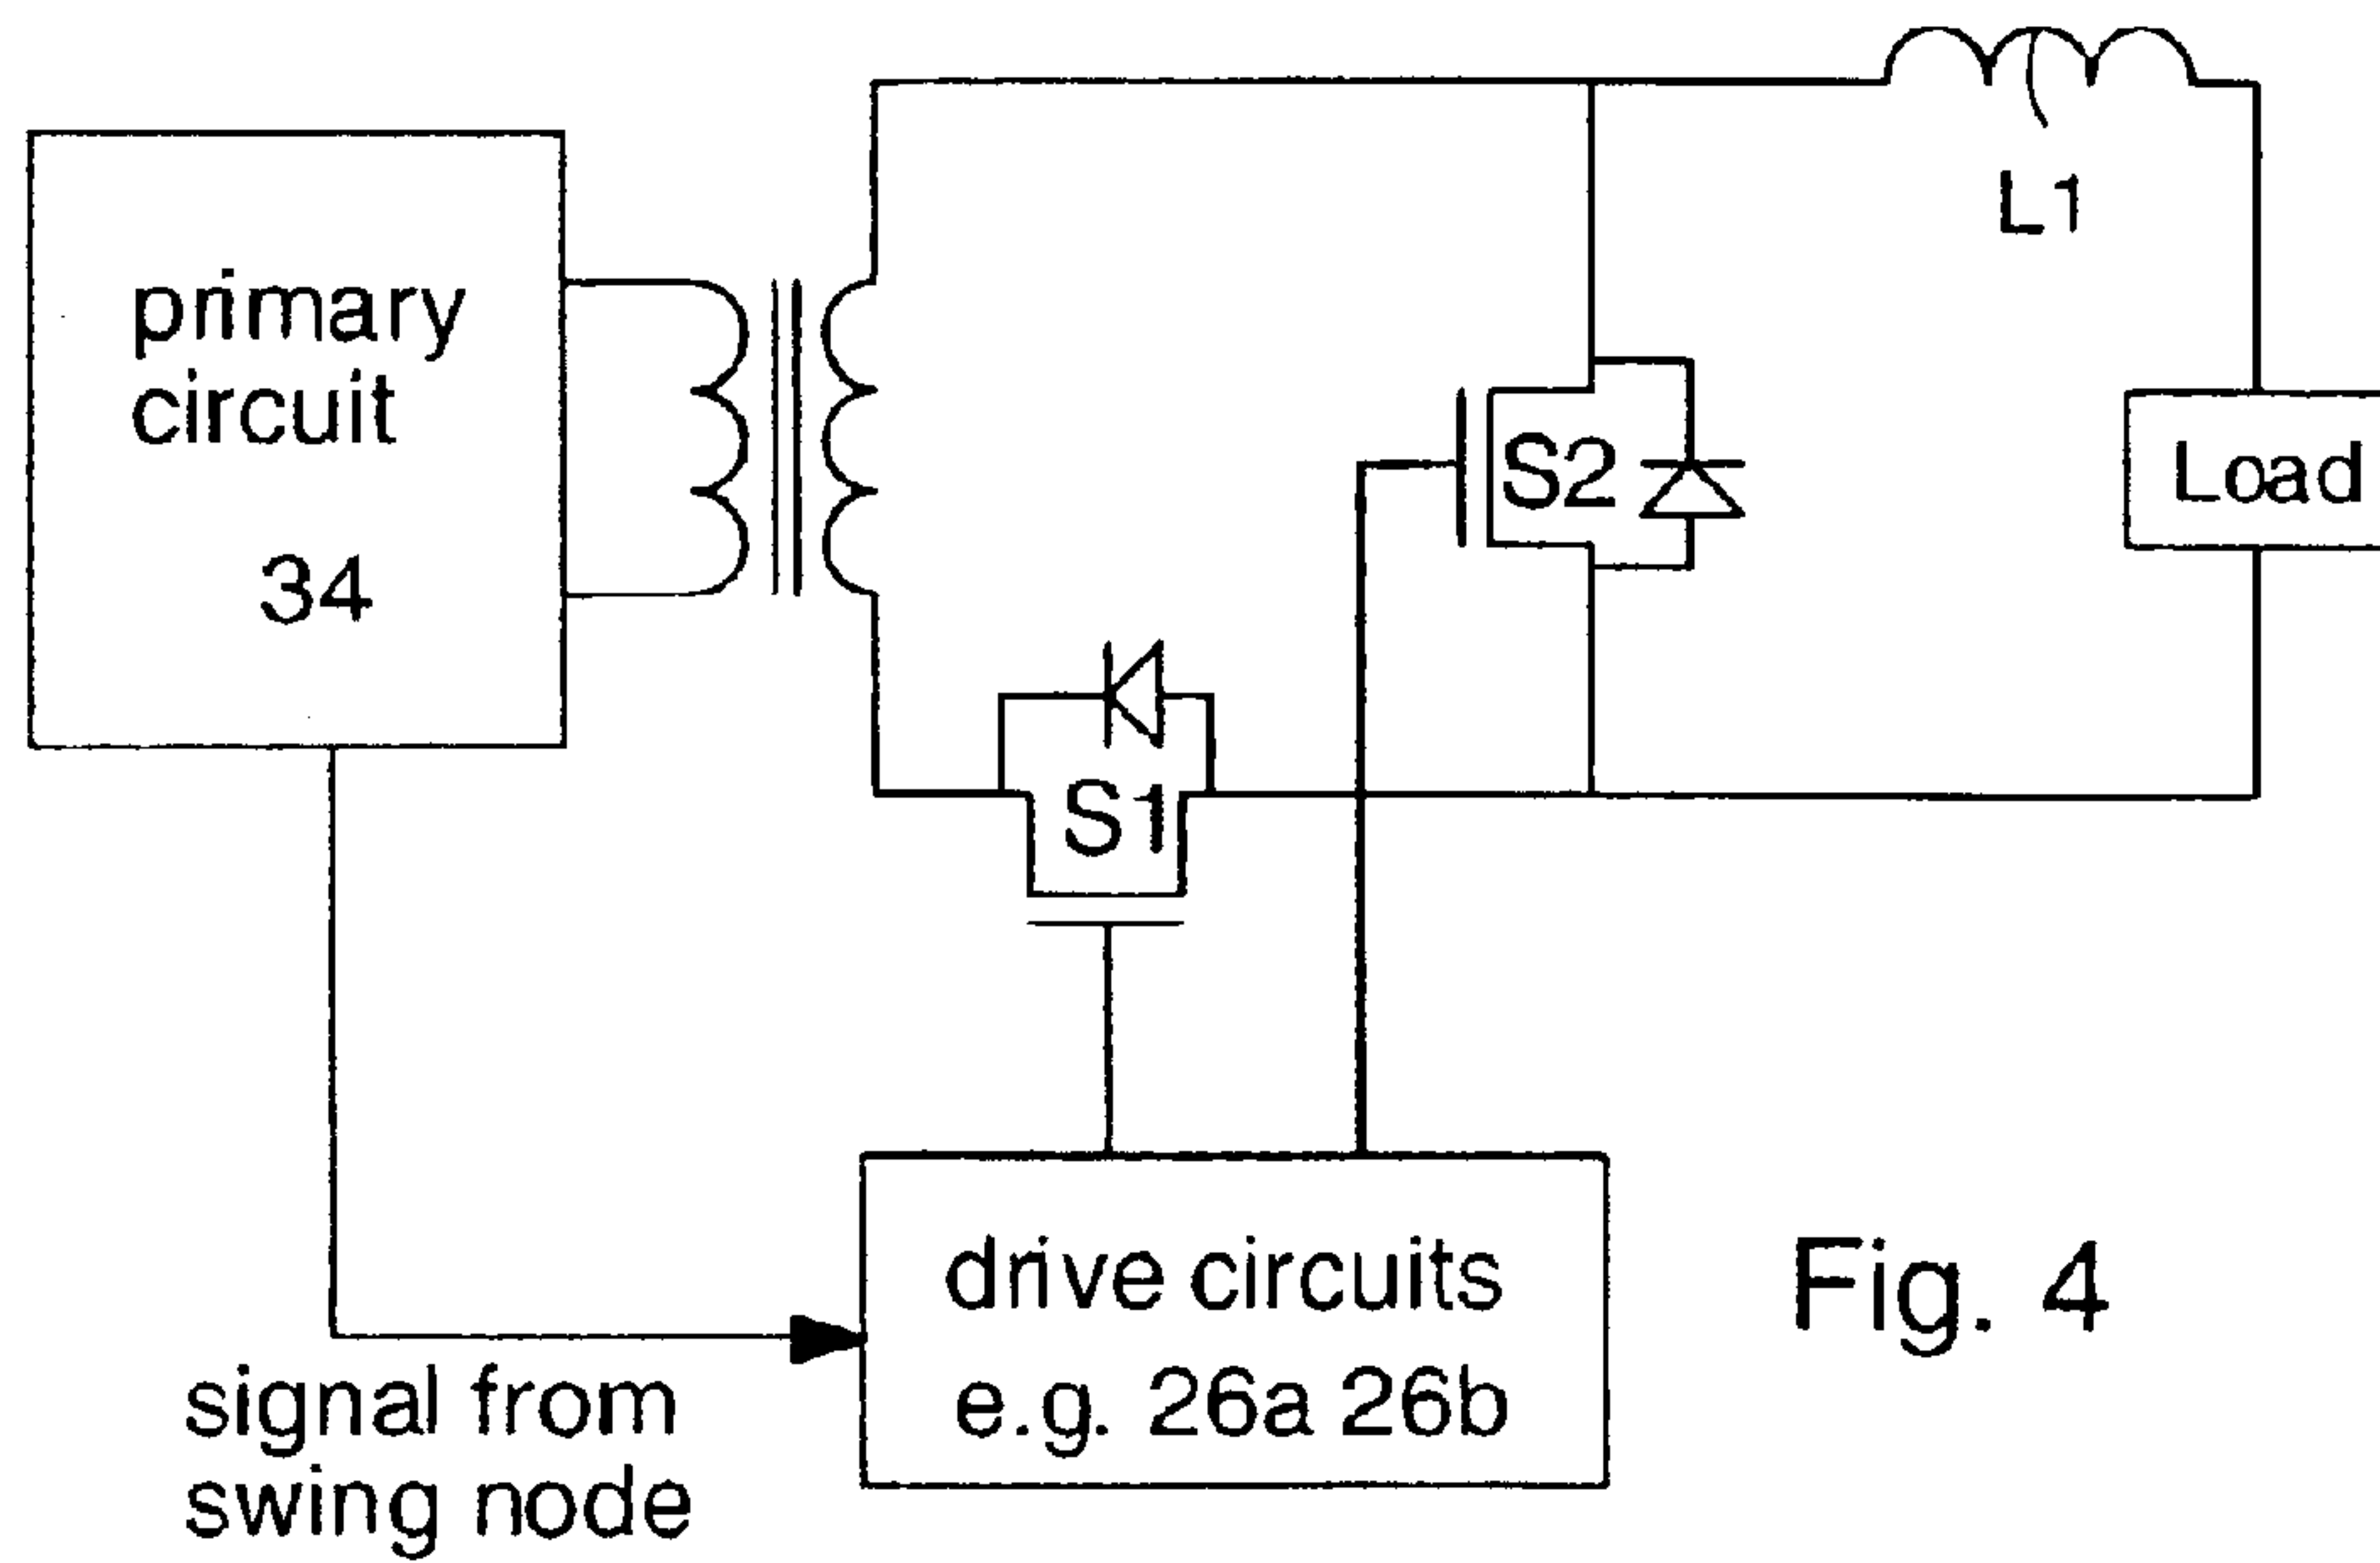 L1
primary
circuit
34
S2
Load
S1
drive circuits
e.g. 26a 26b
Fig. 4
signal from
swing node